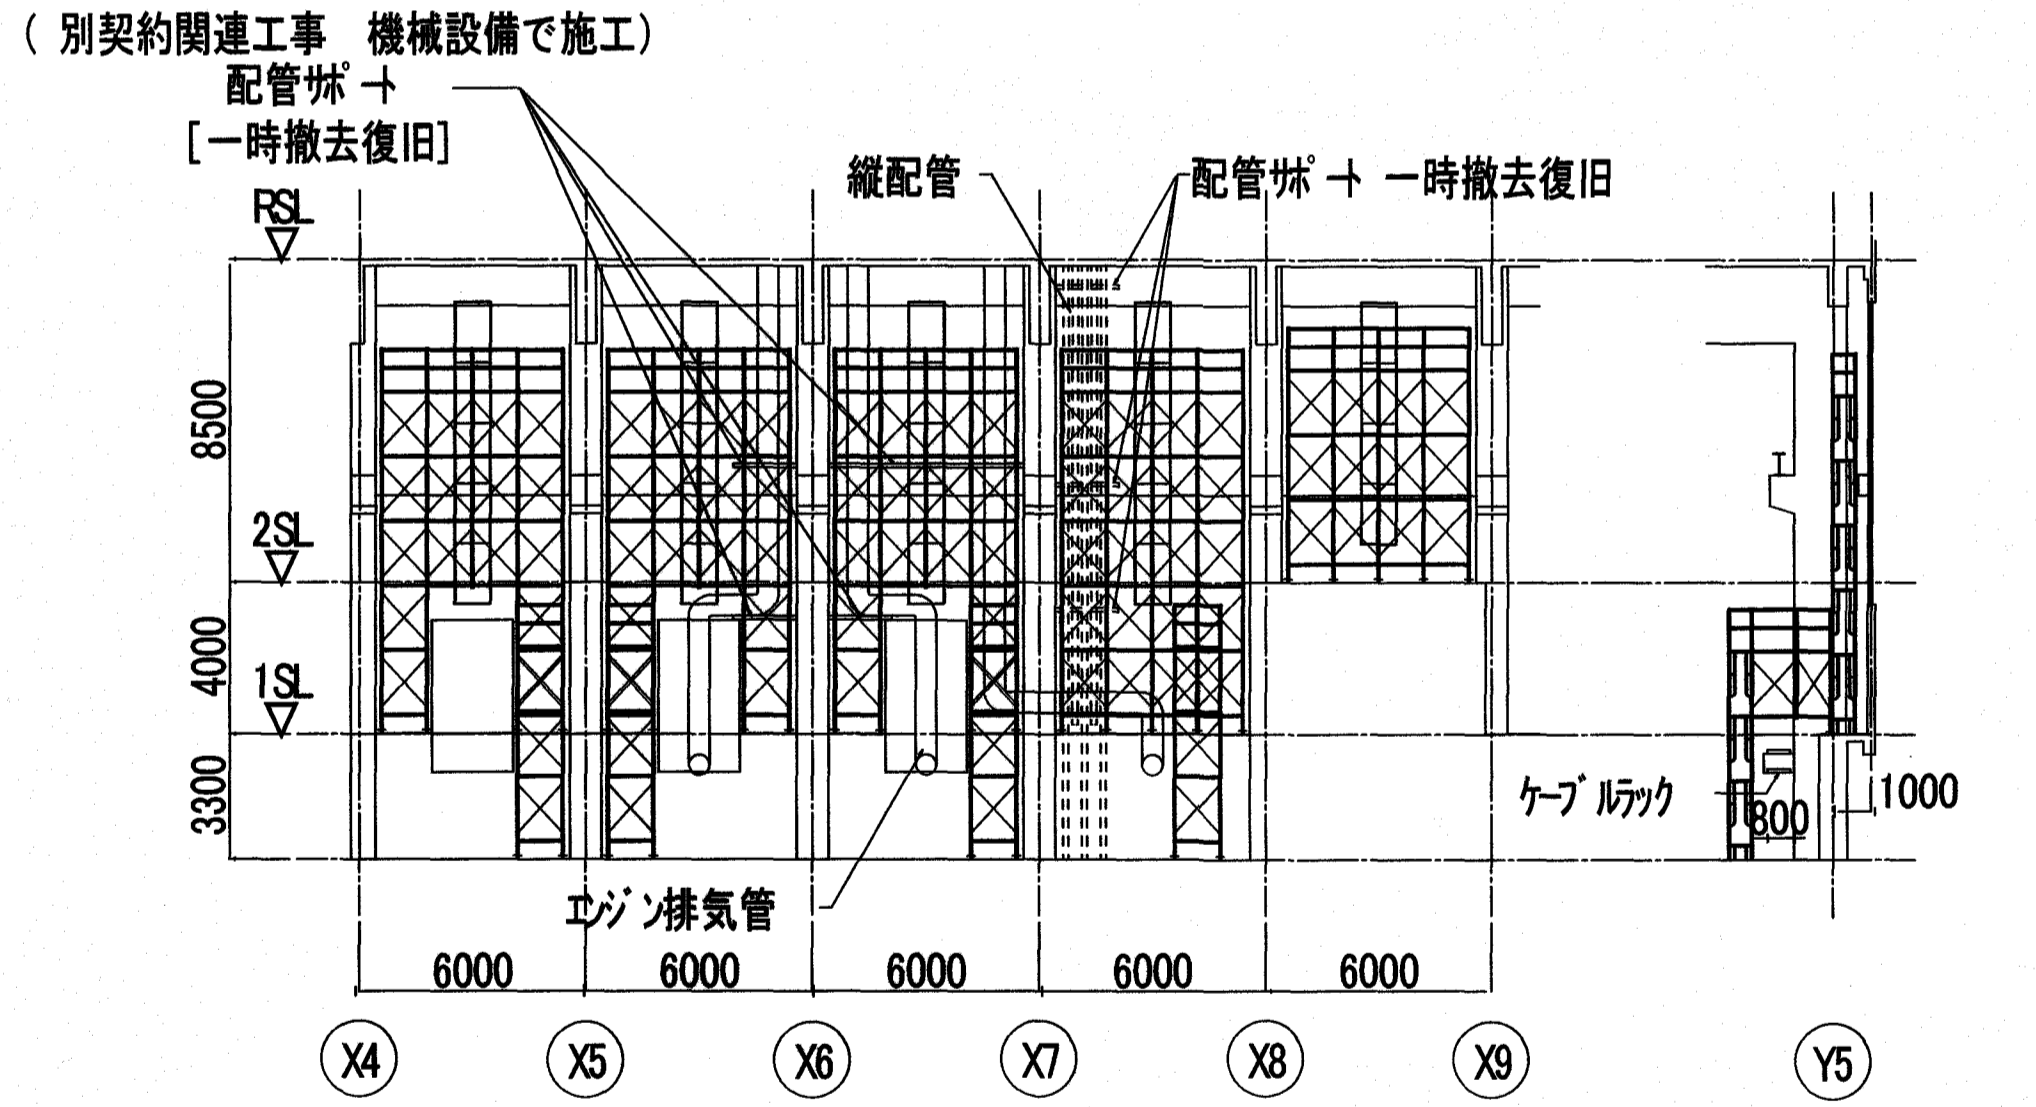 ( 別契約関連工事　機械設備で施工)
配管ｻﾎﾟｰﾄ
[一時撤去復旧]
縦配管
配管ｻﾎﾟｰﾄ 一時撤去復旧
RSL
8500
2SL
4000
1SL
3300
ｹｰﾌﾞﾙﾗｯｸ
800
1000
ｴﾝｼﾞﾝ排気管
6000
6000
6000
6000
6000
X4
X5
X6
X7
X8
X9
Y5